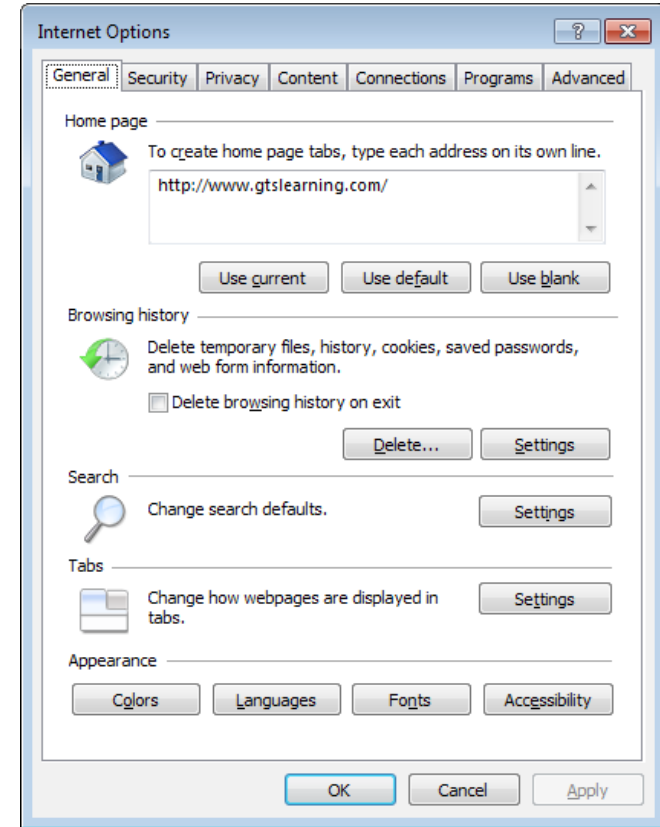 Internet Options
General Security Privacy Content Connections Programs Advanced
Home page
To create home page tabs, type each address on its own line.
http://www.gtslearning.com/
Use current Use default Use blank
Browsing history
Delete temporary files, history, cookies, saved passwords,
and web form information.
Delete browsing history on exit
Delete... Settings
Search
Change search defaults. Settings
Tabs
Change how webpages are displayed in Settings
tabs.
Appearance
Colors Languages Fonts Accessibility
OK Cancel Apply